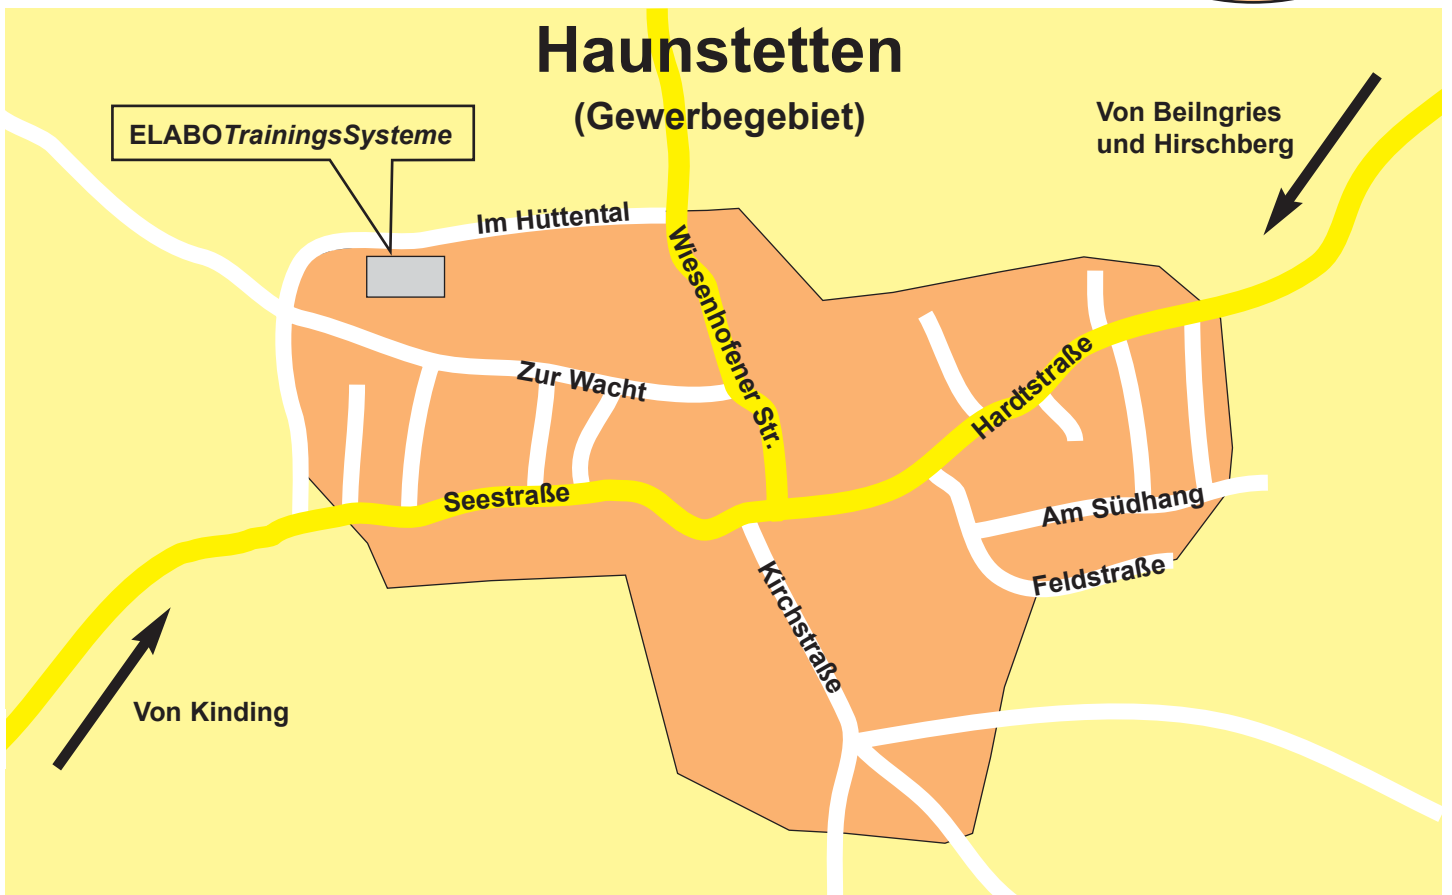 Haunstetten
(Gewerbegebiet)
ELABOTrainingsSysteme
Von Beilngries
und Hirschberg
Im Hüttental
Wiesenhofener Str.
Zur Wacht
Hardtstraße
Seestraße
Am Südhang
Feldstraße
Kirchstraße
Von Kinding